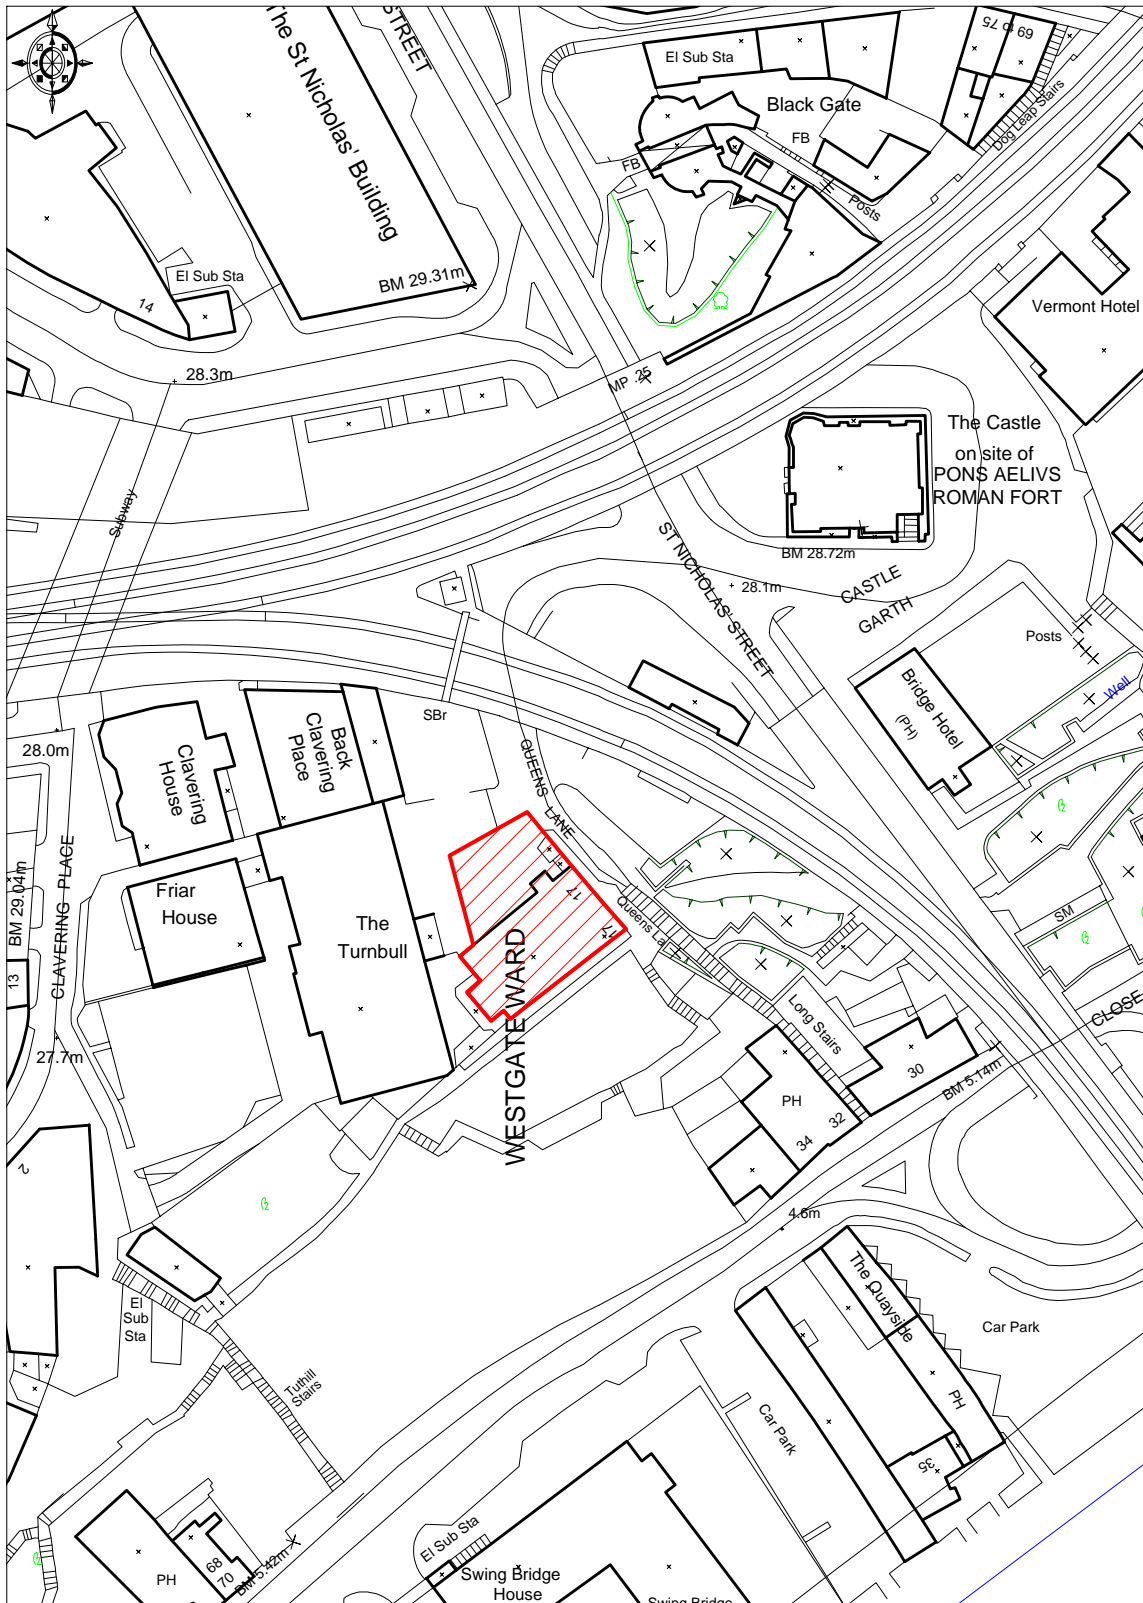 The St Nicholas' Building
STREET
El Sub Sta
69 to 75
Black Gate
FB
FB
Dog Leap Stairs
Posts
El Sub Sta
BM 29.31m
14
Vermont Hotel
28.3m
MP .25
The Castle
on site of
PONS AELIVS
ROMAN FORT
Subway
BM 28.72m
ST NICHOLAS' STREET
28.1m
CASTLE
GARTH
Posts
Well
Bridge Hotel
(PH)
SBr
Back
Clavering
Place
Clavering
House
28.0m
QUEENS LANE
CLAVERING PLACE
BM 29.04m
Friar
House
The
Turnbull
17
17
Queens La
WESTGATE WARD
SM
13
Long Stairs
CLOSE
27.7m
30
BM 5.14m
PH
32
34
2
4.6m
The Quayside
El
Sub
Sta
Car Park
Tuthill
Stairs
Car Park
PH
35
El Sub Sta
BM 5.42m
68
70
PH
Swing Bridge
House
Swing Bridge